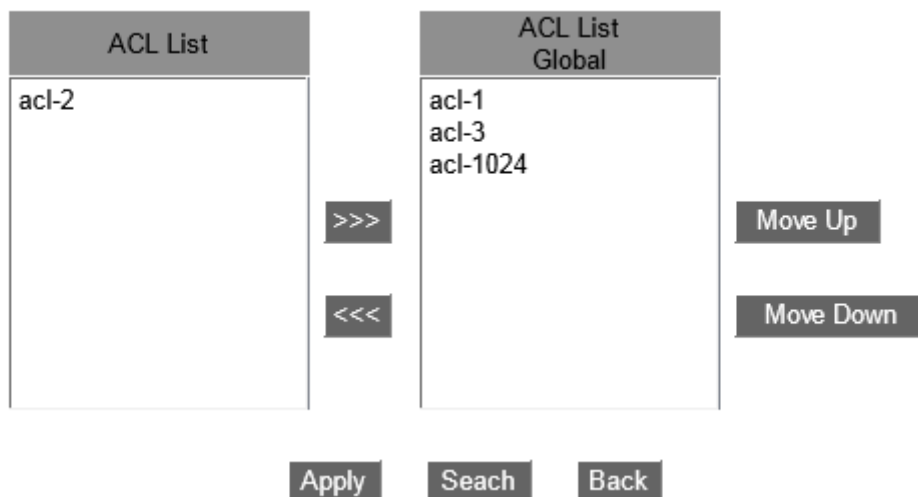 ACL List
acl-2
ACL List
Global
acl-1
acl-3
acl-1024
>>>
<<<
Move Up
Move Down
Apply
Seach
Back